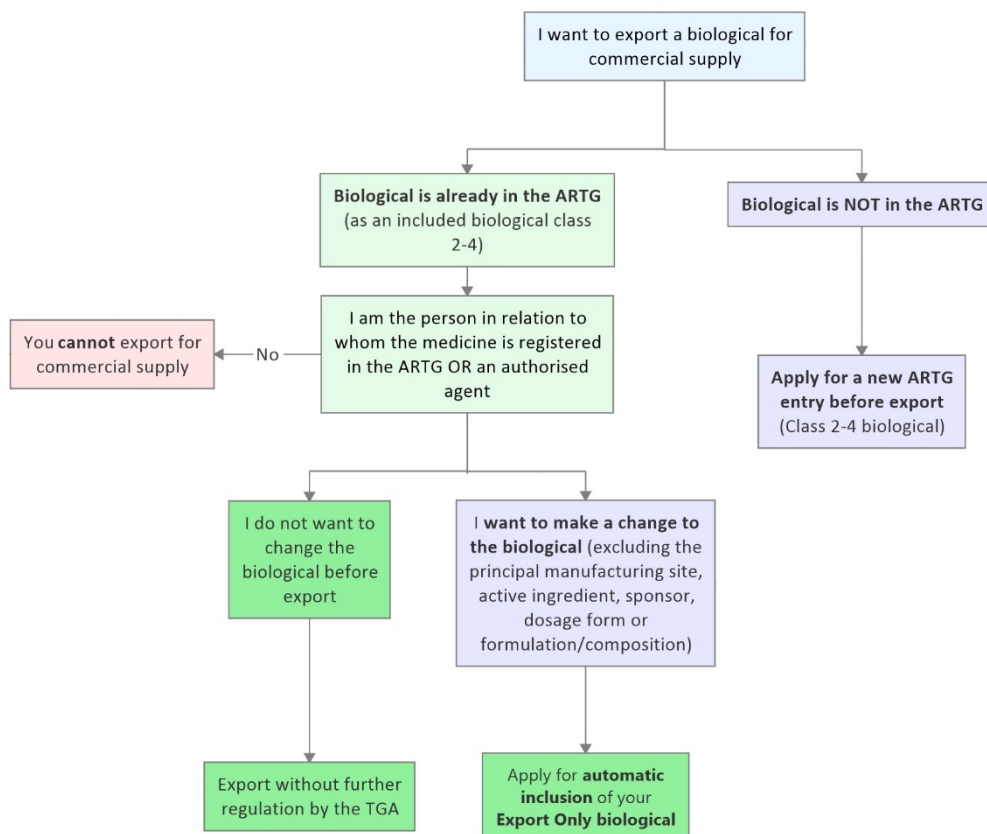 I want to export a biological for
commercial supply
Biological is already in the ARTG
(as an included biological class
2-4)
Biological is NOT in the ARTG
You cannot export for
commercial supply
No
I am the person in relation to
whom the medicine is registered
in the ARTG OR an authorised
agent
Apply for a new ARTG
entry before export
(Class 2-4 biological)
I do not want to
change the
biological before
export
I want to make a change to
the biological (excluding the
principal manufacturing site,
active ingredient, sponsor,
dosage form or
formulation/composition)
Export without further
regulation by the TGA
Apply for automatic
inclusion of your
Export Only biological